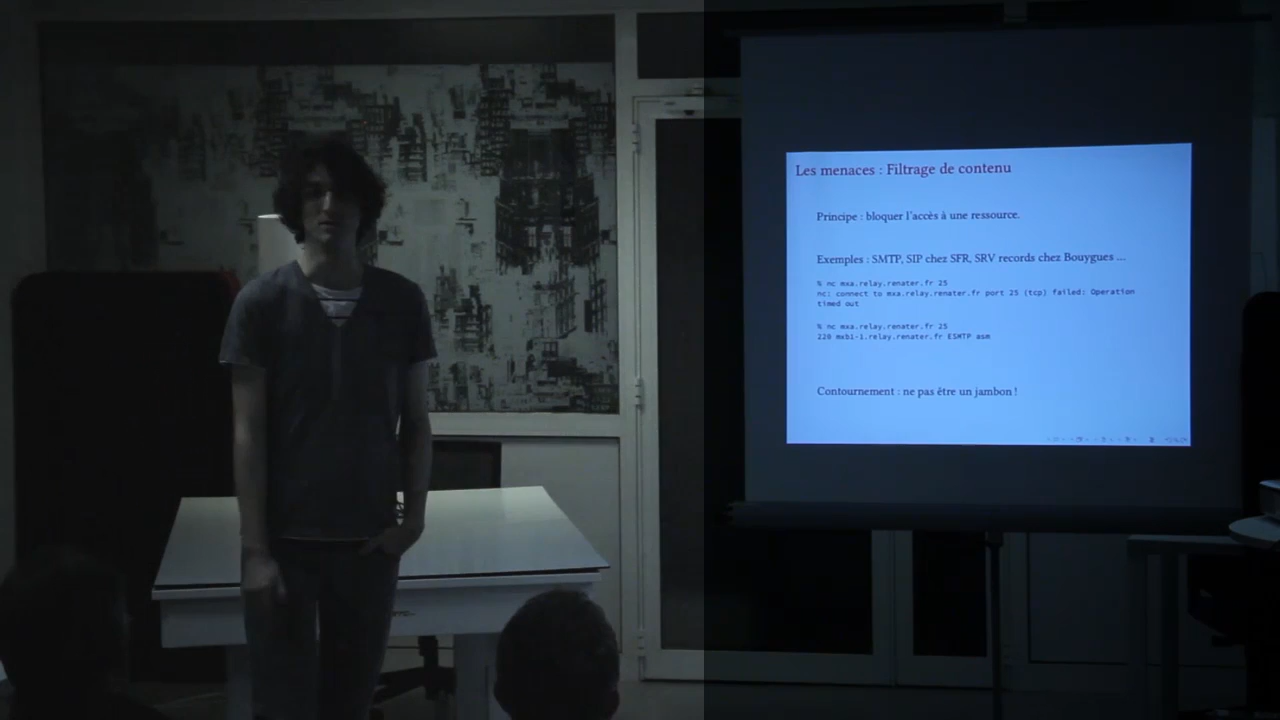 Les menaces : Filtrage de contenu
Principe : bloquer l'accès à une ressource.
Exemples : SMTP, SIP chez SFR, SRV records chez Bouygues ...
% nc mxa.relay.renater.fr 25
nc: connect to mxa.relay.renater.fr port 25 (tcp) failed: Operation
timed out
% nc mxa.relay.renater.fr 25
220 mxb1-1.relay.renater.fr ESMTP asm
Contournement : ne pas être un jambon !